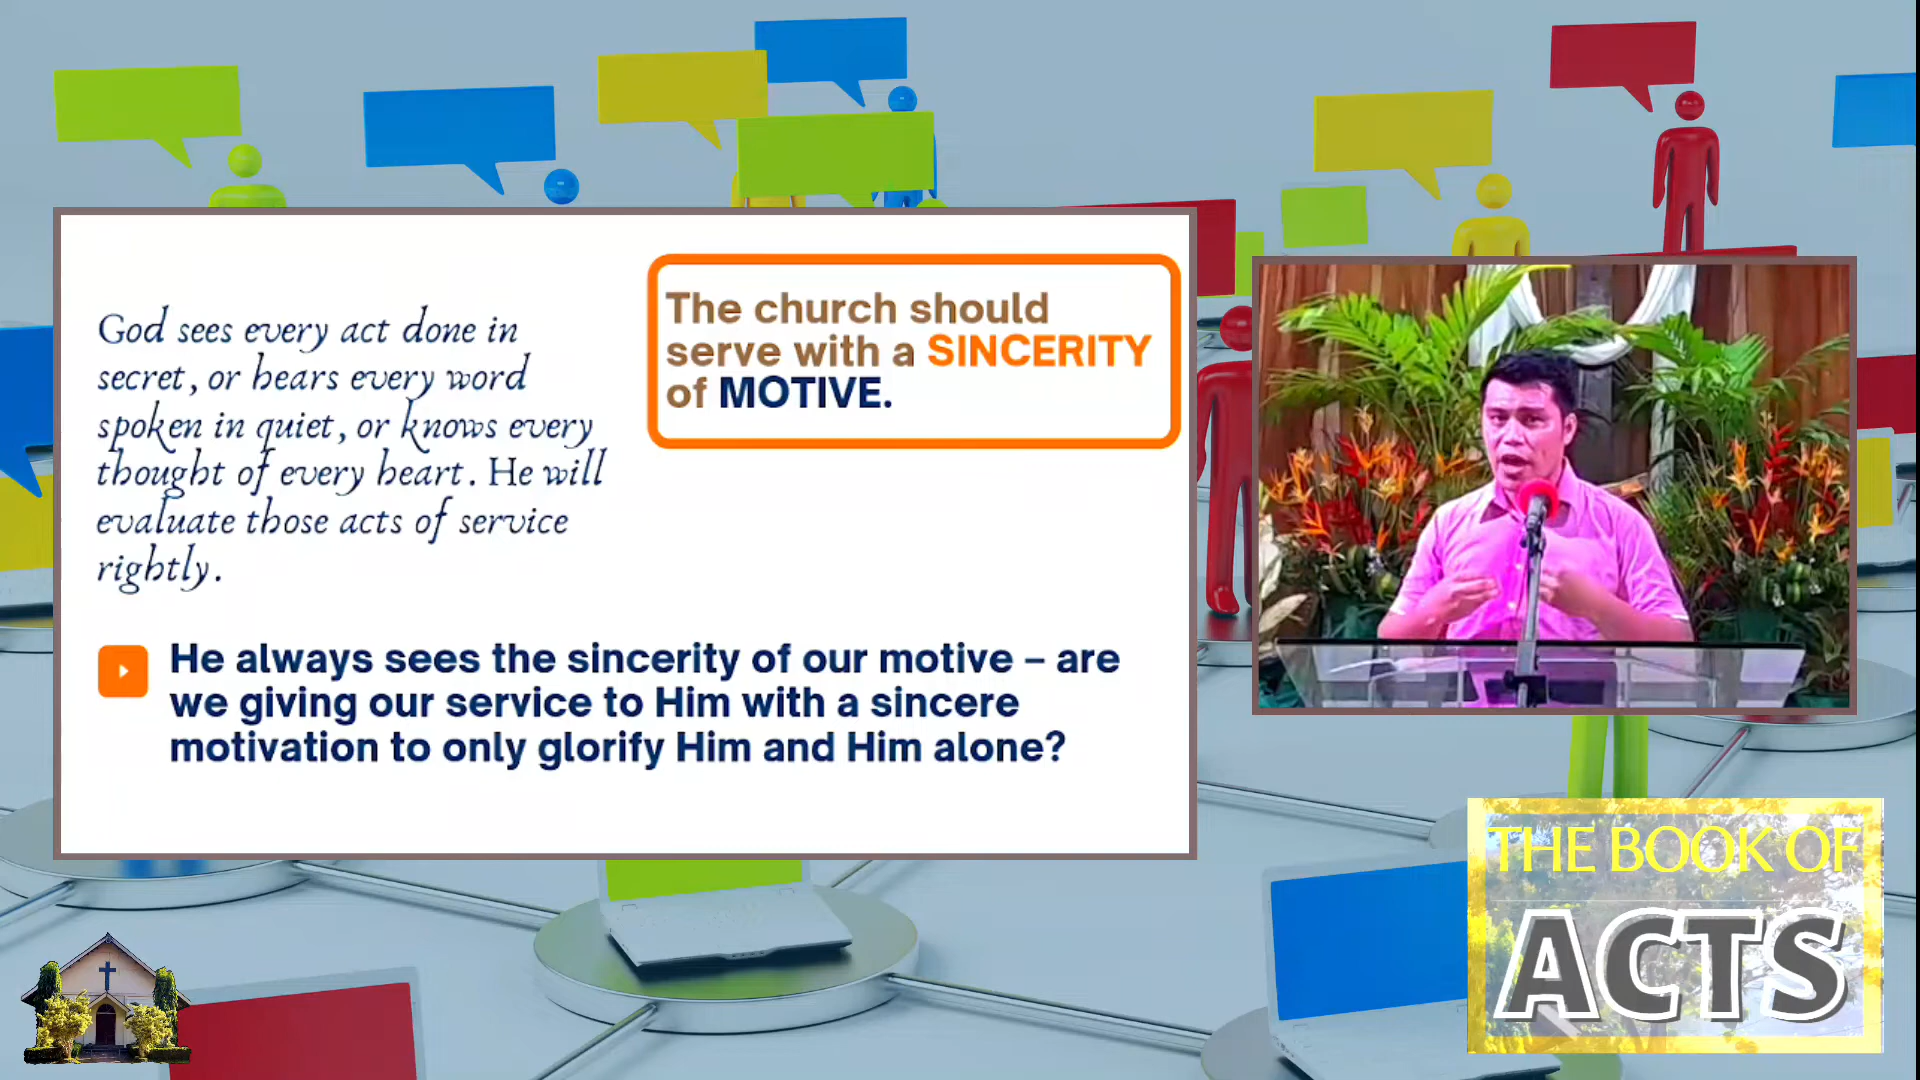 God sees every act done in
secret, or hears every word
spoken in quiet, or knows every
thought of every heart. He will
evaluate those acts of service
rightly.
The church should
serve with a SINCERITY
of MOTIVE.
He always sees the sincerity of our motive – are
we giving our service to Him with a sincere
motivation to only glorify Him and Him alone?
THE BOOK OF
ACTS